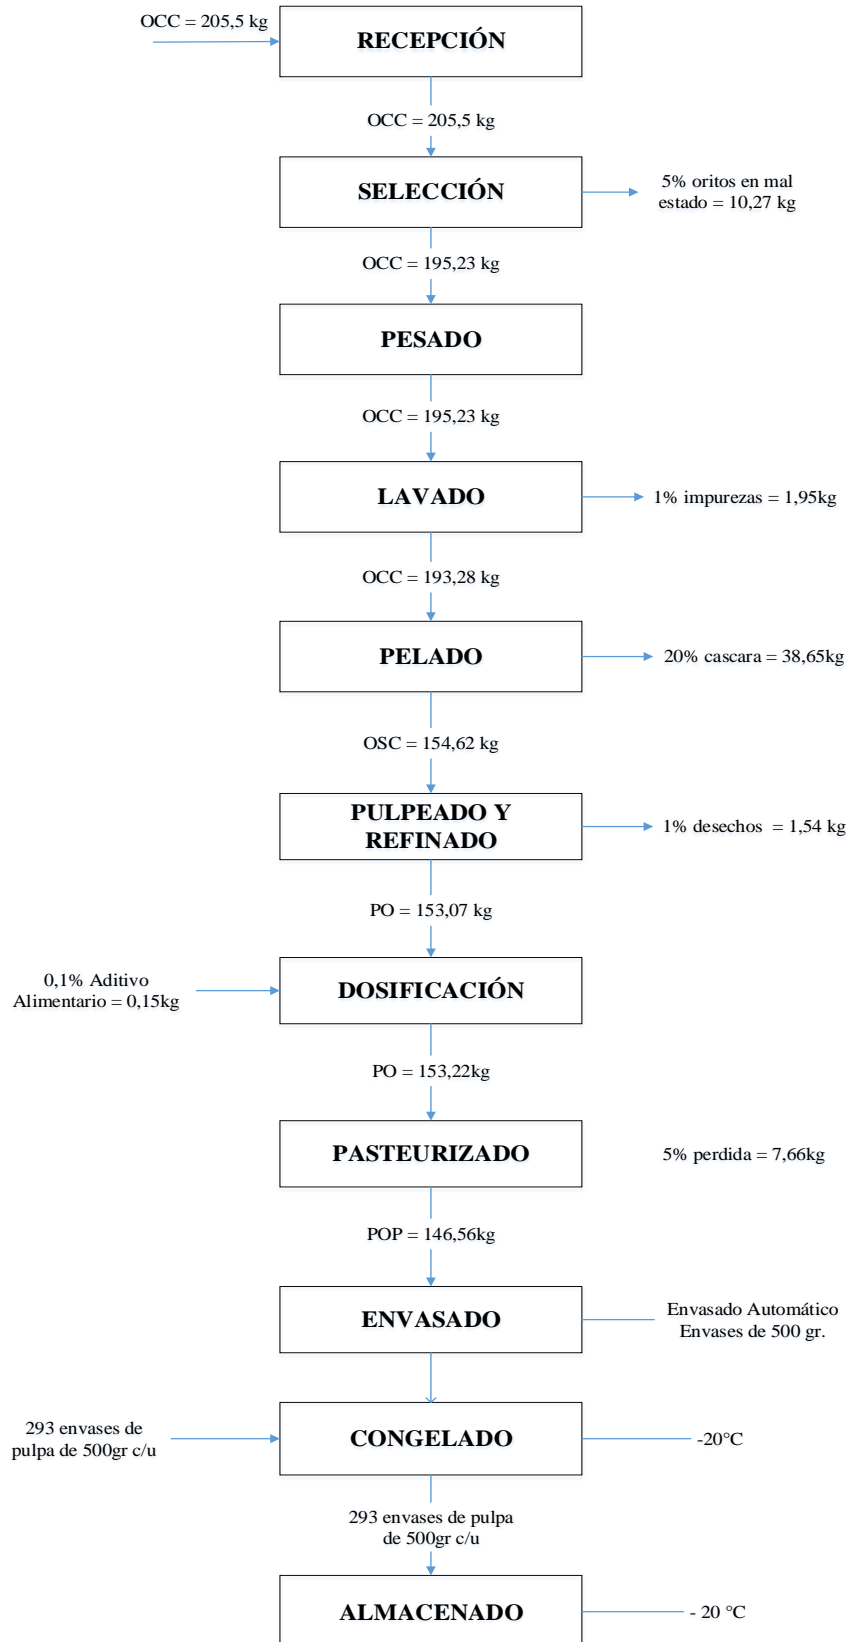 OCC = 205,5 kg
RECEPCIÓN
OCC = 205,5 kg
SELECCIÓN
5% oritos en mal
estado = 10,27 kg
OCC = 195,23 kg
PESADO
OCC = 195,23 kg
LAVADO
1% impurezas = 1,95kg
OCC = 193,28 kg
PELADO
20% cascara = 38,65kg
OSC = 154,62 kg
PULPEADO Y
REFINADO
1% desechos = 1,54 kg
PO = 153,07 kg
0,1% Aditivo
Alimentario = 0,15kg
DOSIFICACIÓN
PO = 153,22kg
PASTEURIZADO
5% perdida = 7,66kg
POP = 146,56kg
ENVASADO
Envasado Automático
Envases de 500 gr.
293 envases de
pulpa de 500gr c/u
CONGELADO
-20°C
293 envases de pulpa
de 500gr c/u
ALMACENADO
- 20 °C